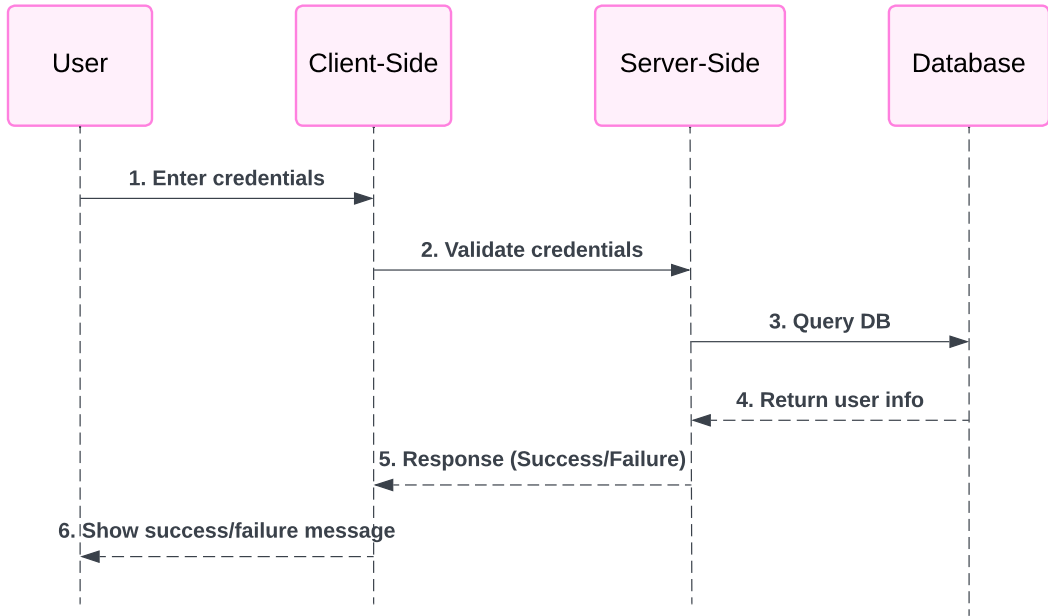 User
Client-Side
Server-Side
Database
1. Enter credentials
2. Validate credentials
3. Query DB
4. Return user info
5. Response (Success/Failure)
6. Show success/failure message